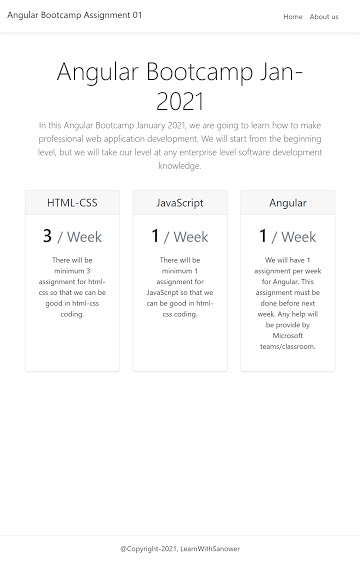 Angular Bootcamp Assignment 01
Home About us
Angular Bootcamp Jan-
2021
In this Angular Bootcamp January 2021, we are going to learn how to make
professional web application development. We will start from the beginning
level, but we will take our level at any enterprise level software development
knowledge.
HTML-CSS
3 / Week
There will be
minimum 3
assignment for html-
css so that we can be
good in html-css
coding.
JavaScript
1 / Week
There will be
minimum 1
assignment for
JavaScript so that we
can be good in html-
css coding.
Angular
1 / Week
We will have 1
assignment per week
for Angular. This
assignment must be
done before next
week. Any help will
be provide by
Microsoft
teams/classroom.
@Copyright-2021, LearnWithSanower